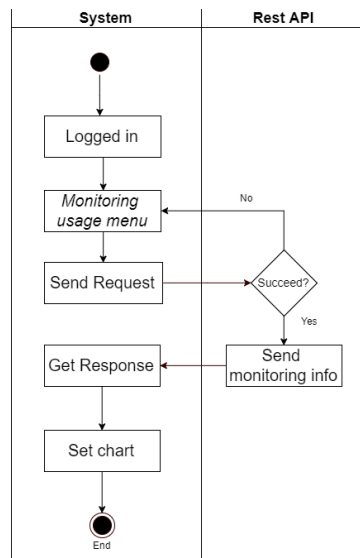 System
Rest API
Logged in
Monitoring
usage menu
No
Send Request
Succeed?
Yes
Get Response
Send
monitoring info
Set chart
End